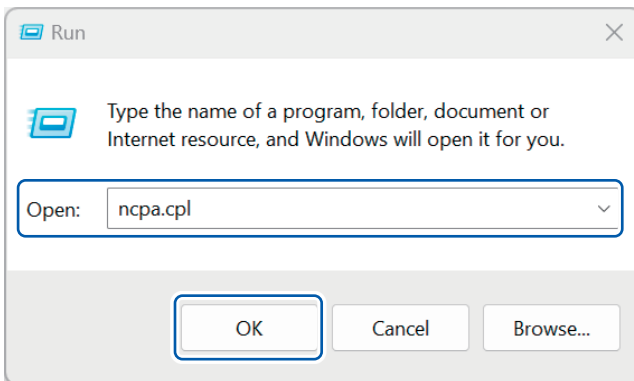 Run
Type the name of a program, folder, document or
Internet resource, and Windows will open it for you.
Open: ncpa.cpl
OK Cancel Browse...